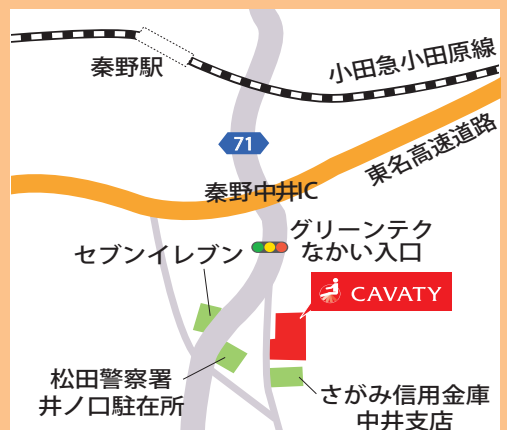 小田急小田原線
秦野駅
71
東名高速道路
秦野中井IC
グリーンテク
なかい入口
セブンイレブン
CAVATY
松田警察署
井ノ口駐在所
さがみ信用金庫
中井支店